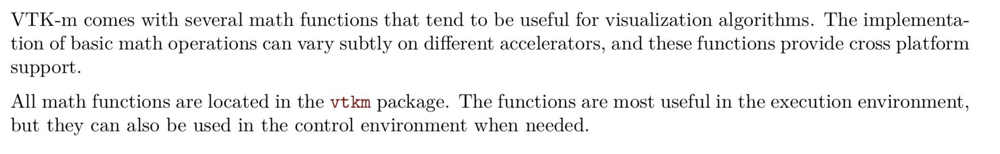 VTK-m comes with several math functions that tend to be useful for visualization algorithms. The implementa-
tion of basic math operations can vary subtly on different accelerators, and these functions provide cross platform
support.
All math functions are located in the vtkm package. The functions are most useful in the execution environment,
but they can also be used in the control environment when needed.